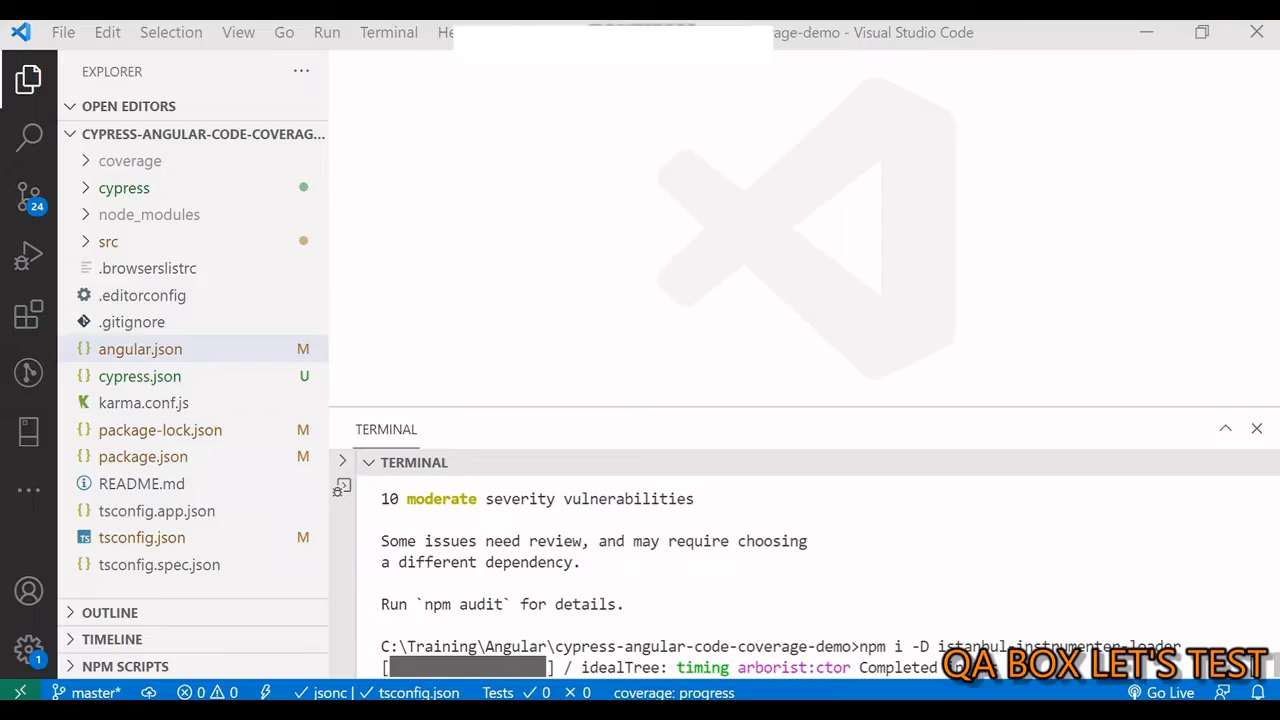 File Edit Selection View Go Run Terminal He age-demo - Visual Studio Code
EXPLORER
OPEN EDITORS
CYPRESS-ANGULAR-CODE-COVERAG...
coverage
cypress
node_modules
src
.browserslistrc
.editorconfig
.gitignore
angular.json M
cypress.json U
karma.conf.js
package-lock.json M
package.json M
README.md
tsconfig.app.json
tsconfig.json M
tsconfig.spec.json
OUTLINE
TIMELINE
NPM SCRIPTS
24
1
TS
TERMINAL
TERMINAL
10 moderate severity vulnerabilities
Some issues need review, and may require choosing
a different dependency.
Run `npm audit` for details.
C:\Training\Angular\cypress-angular-code-coverage-demo>npm i -D istanbul-instrumenter-loader
[ ] / idealTree: timing arborist:ctor Completed
QA BOX LET'S TEST
master* 0 0 jsonc | tsconfig.json Tests 0 0 coverage: progress Go Live